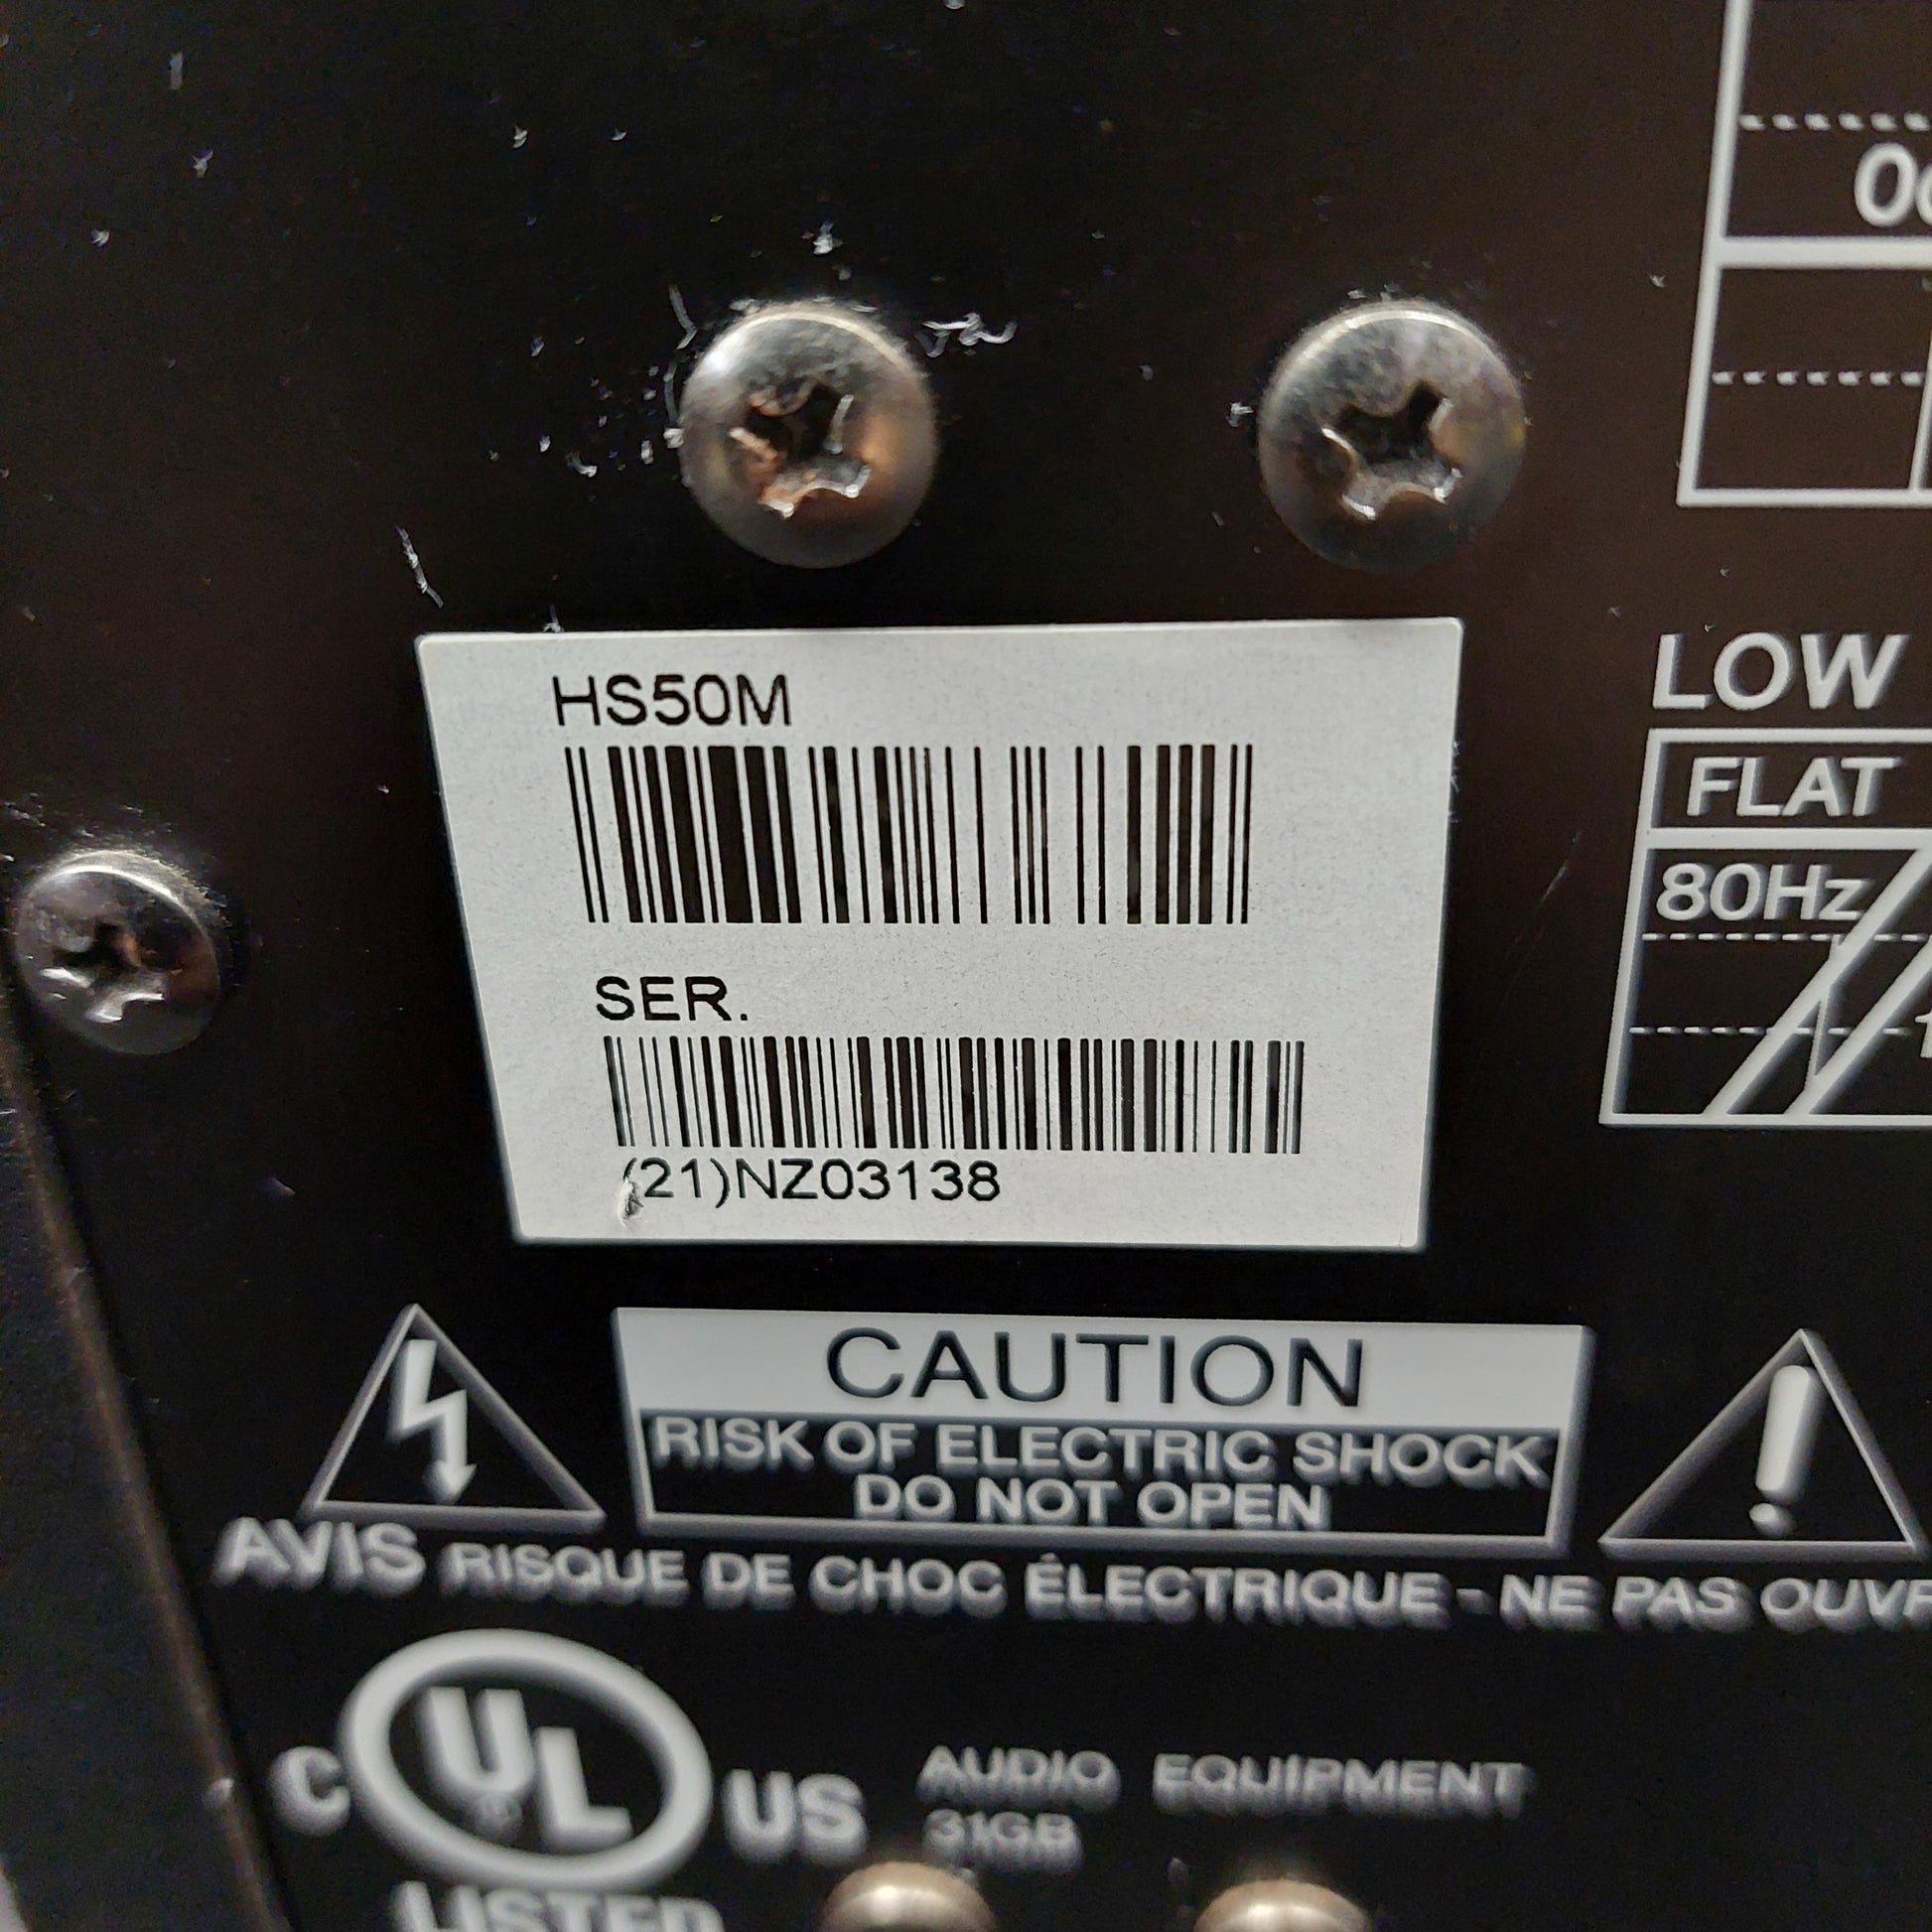 HS50M
SER.
(21)NZ03138
LOW
FLAT
80Hz
CAUTION
RISK OF ELECTRIC SHOCK
DO NOT OPEN
AVIS RISQUE DE CHOC ÉLECTRIQUE - NE PAS
C UL US
LISTED
AUDIO EQUIPMENT
31GB